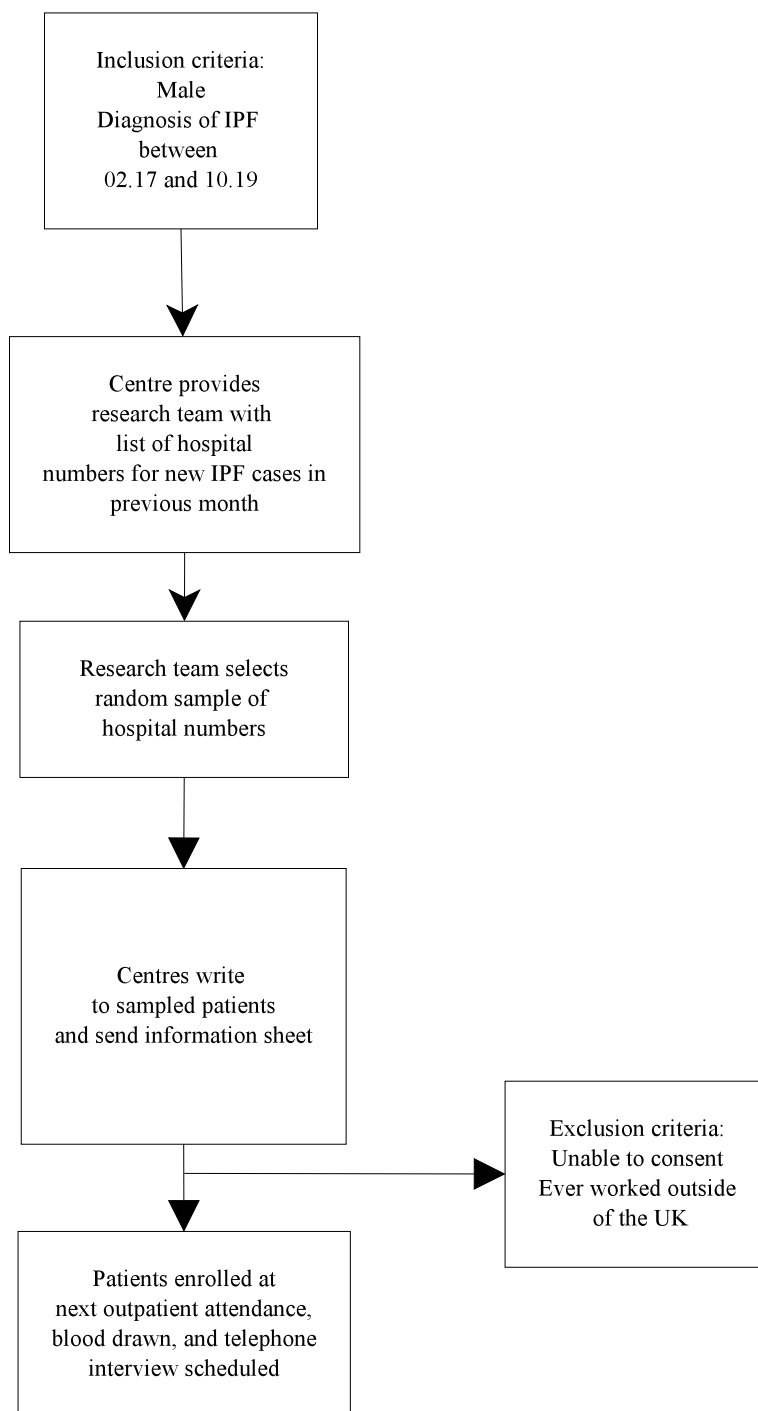 Inclusion criteria:
Male
Diagnosis of IPF
between
02.17 and 10.19
Centre provides
research team with
list of hospital
numbers for new IPF cases in
previous month
Research team selects
random sample of
hospital numbers
Centres write
to sampled patients
and send information sheet
Exclusion criteria:
Unable to consent
Ever worked outside
of the UK
Patients enrolled at
next outpatient attendance,
blood drawn, and telephone
interview scheduled